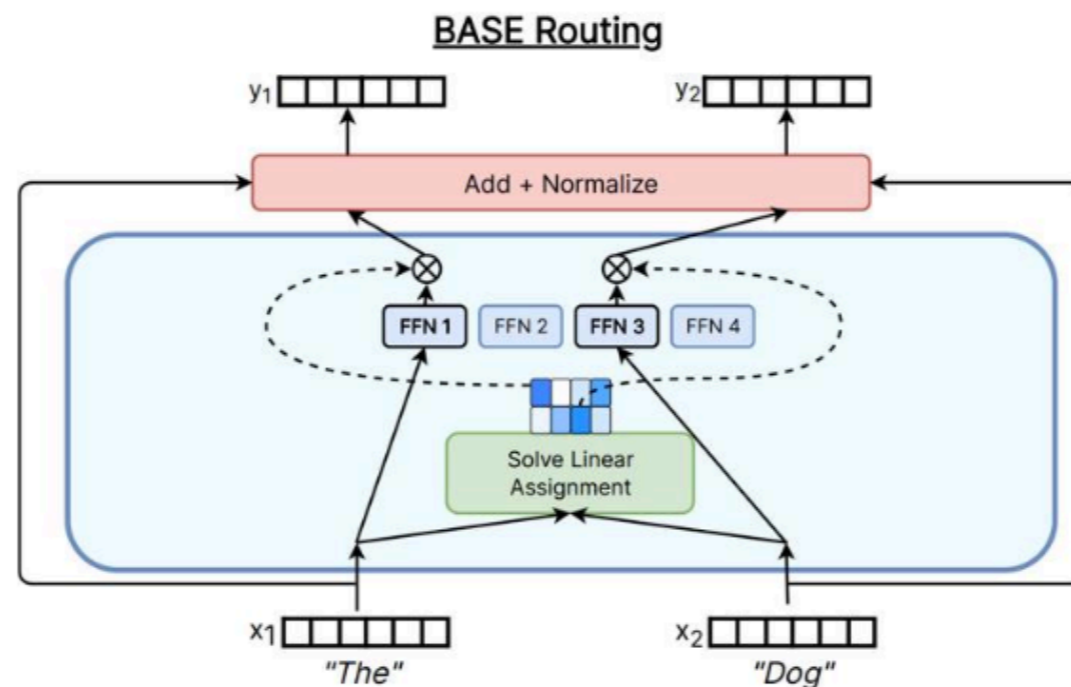 BASE Routing
y1 y2
Add + Normalize
FFN 1 FFN 2 FFN 3 FFN 4
Solve Linear
Assignment
x1 x2
"The" "Dog"